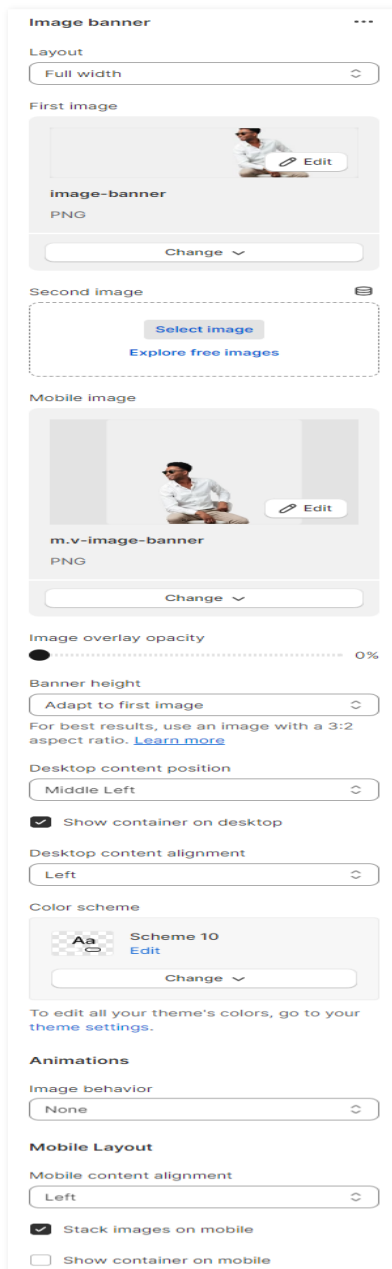 Image banner
Layout
Full width
First image
Edit
image-banner
PNG
Change
Second image
Select image
Explore free images
Mobile image
Edit
m.v-image-banner
PNG
Change
Image overlay opacity
0%
Banner height
Adapt to first image
For best results, use an image with a 3:2
aspect ratio. Learn more
Desktop content position
Middle Left
Show container on desktop
Desktop content alignment
Left
Color scheme
Aa
Scheme 10
Edit
Change
To edit all your theme's colors, go to your
theme settings.
Animations
Image behavior
None
Mobile Layout
Mobile content alignment
Left
Stack images on mobile
Show container on mobile